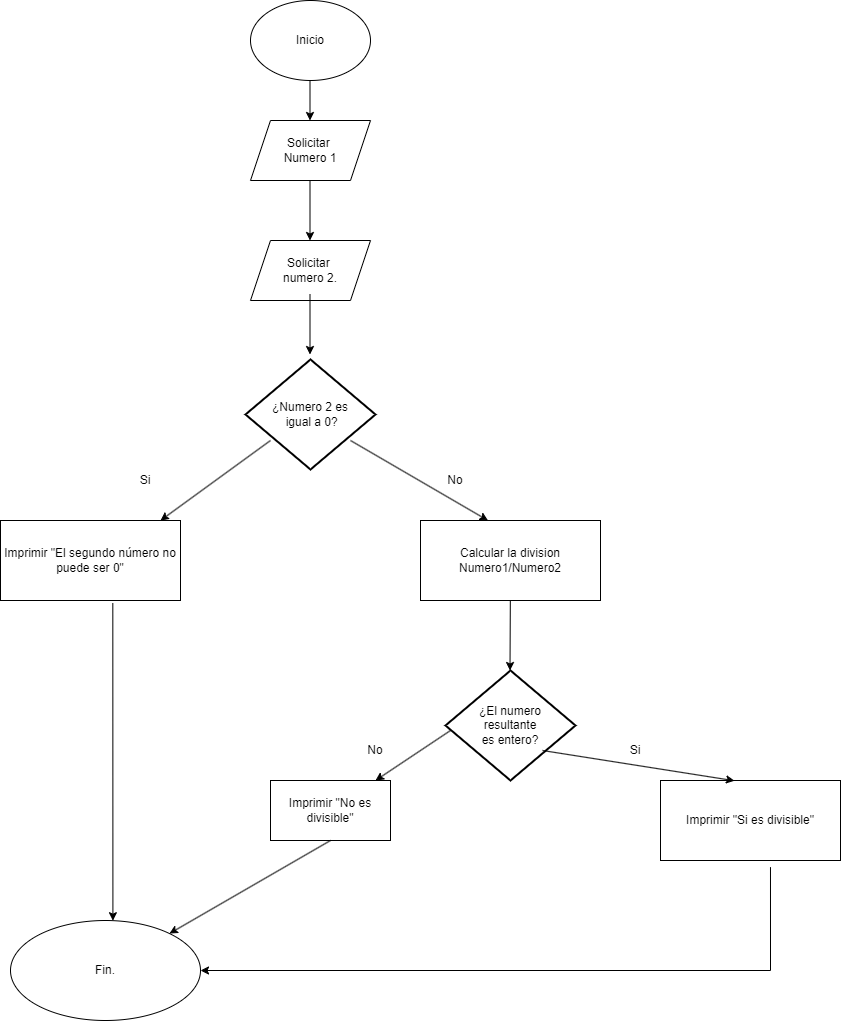 Inicio
Solicitar
Numero 1
Solicitar
numero 2.
¿Numero 2 es
igual a 0?
Si
No
Imprimir "El segundo número no
puede ser 0"
Calcular la division
Numero1/Numero2
¿El numero
resultante
es entero?
No
Si
Imprimir "No es
divisible"
Imprimir "Si es divisible"
Fin.